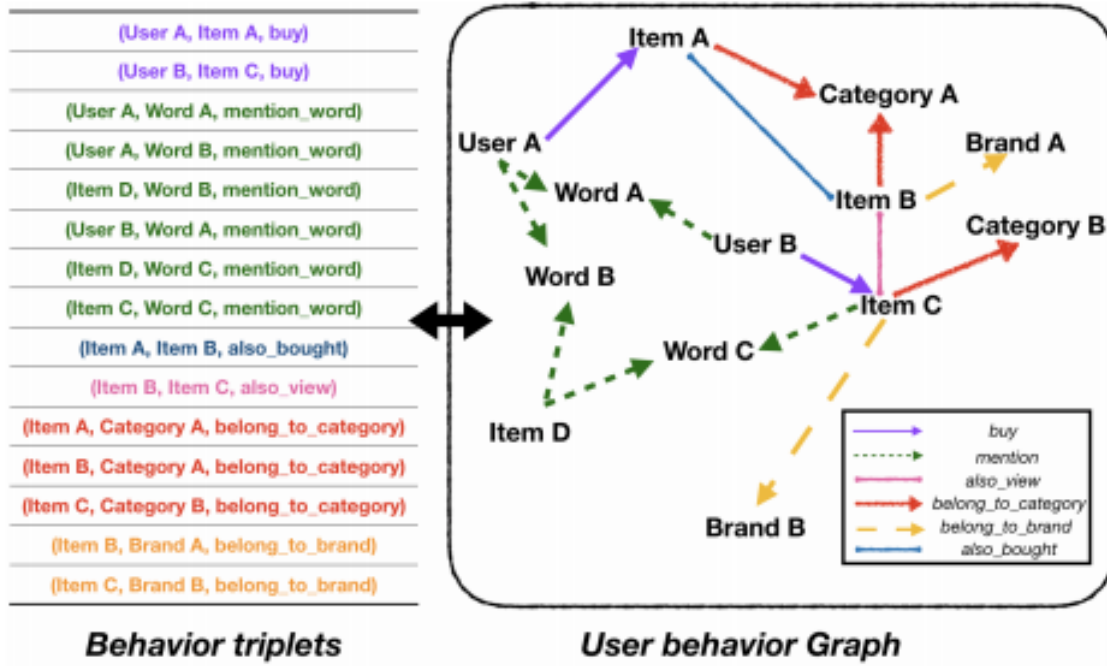 (User A, Item A, buy)
(User B, Item C, buy)
(User A, Word A, mention_word)
(User A, Word B, mention_word)
(Item D, Word B, mention_word)
(User B, Word A, mention_word)
(Item D, Word C, mention_word)
(Item C, Word C, mention_word)
(Item A, Item B, also_bought)
(Item B, Item C, also_view)
(Item A, Category A, belong_to_category)
(Item B, Category A, belong_to_category)
(Item C, Category B, belong_to_category)
(Item B, Brand A, belong_to_brand)
(Item C, Brand B, belong_to_brand)
Behavior triplets
Item A
Category A
User A
Brand A
Word A
Item B
Category B
User B
Word B
Item C
Word C
Item D
Brand B
buy
mention
also_view
belong_to_category
belong_to_brand
also_bought
User behavior Graph